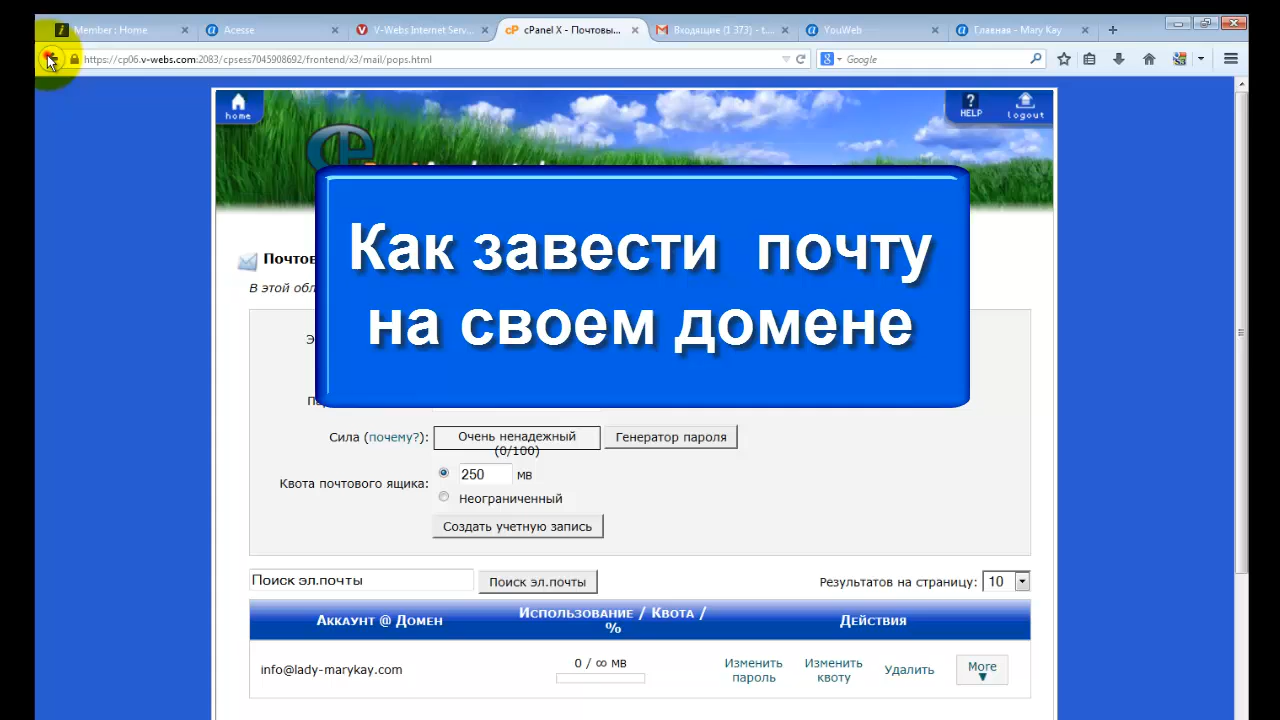 Member : Home
Acesse
V-Webs Internet Serv...
cPanel X - Почтовы...
Входящие (1 373) - t...
YouWeb
Главная - Mary Kay
https://cp06.v-webs.com:2083/cpsess7045908692/frontend/x3/mail/pops.html
Google
home
HELP
logout
Как завести почту
на своем домене
Почтов
В этой обл
Сила (почему?):
Очень ненадежный
(0/100)
Генератор пароля
Квота почтового ящика:
250 МВ
Неограниченный
Создать учетную запись
Поиск эл.почты
Поиск эл.почты
Результатов на страницу: 10
Аккаунт @ Домен
Использование / Квота /
%
Действия
info@lady-marykay.com
0 / ∞ МВ
Изменить
пароль
Изменить
квоту
Удалить
More